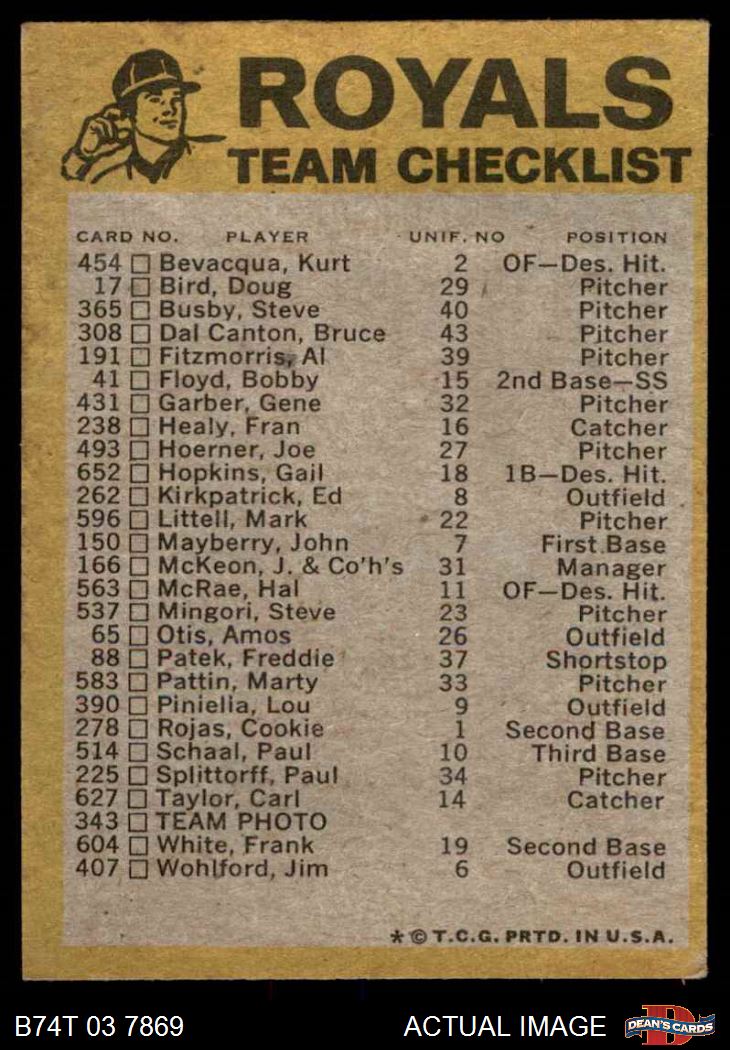 ROYALS
TEAM CHECKLIST
CARD NO. PLAYER UNIF. NO POSITION
454 Bevacqua, Kurt 2 OF—Des. Hit.
17 Bird, Doug 29 Pitcher
365 Busby, Steve 40 Pitcher
308 Dal Canton, Bruce 43 Pitcher
191 Fitzmorris, Al 39 Pitcher
41 Floyd, Bobby 15 2nd Base—SS
431 Garber, Gene 32 Pitcher
238 Healy, Fran 16 Catcher
493 Hoerner, Joe 27 Pitcher
652 Hopkins, Gail 18 1B—Des. Hit.
262 Kirkpatrick, Ed 8 Outfield
596 Littell, Mark 22 Pitcher
150 Mayberry, John 7 First Base
166 McKeon, J. & Co'h's 31 Manager
563 McRae, Hal 11 OF—Des. Hit.
537 Mingori, Steve 23 Pitcher
65 Otis, Amos 26 Outfield
88 Patek, Freddie 37 Shortstop
583 Pattin, Marty 33 Pitcher
390 Piniella, Lou 9 Outfield
278 Rojas, Cookie 1 Second Base
514 Schaal, Paul 10 Third Base
225 Splittorff, Paul 34 Pitcher
627 Taylor, Carl 14 Catcher
343 TEAM PHOTO
604 White, Frank 19 Second Base
407 Wohlford, Jim 6 Outfield
* © T.C.G. PRTD. IN U.S.A.
B74T 03 7869 ACTUAL IMAGE D DEAN'S CARDS